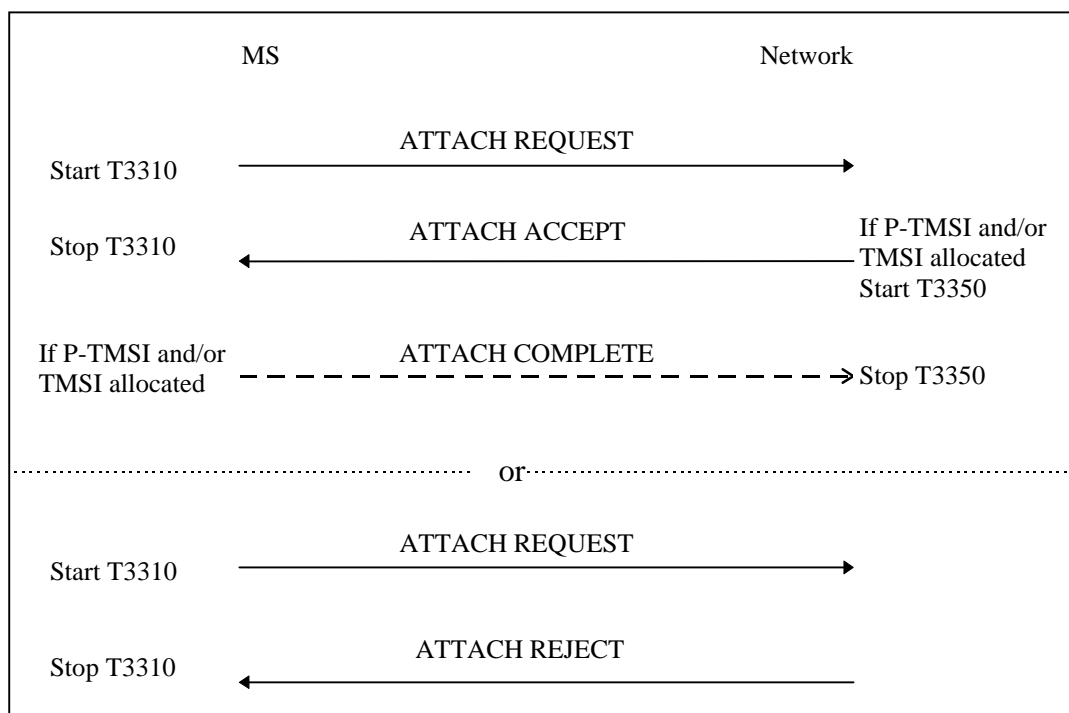 MS
Network
ATTACH REQUEST
Start T3310
ATTACH ACCEPT
Stop T3310
If P-TMSI and/or
TMSI allocated
Start T3350
If P-TMSI and/or
TMSI allocated
ATTACH COMPLETE
Stop T3350
or
ATTACH REQUEST
Start T3310
ATTACH REJECT
Stop T3310